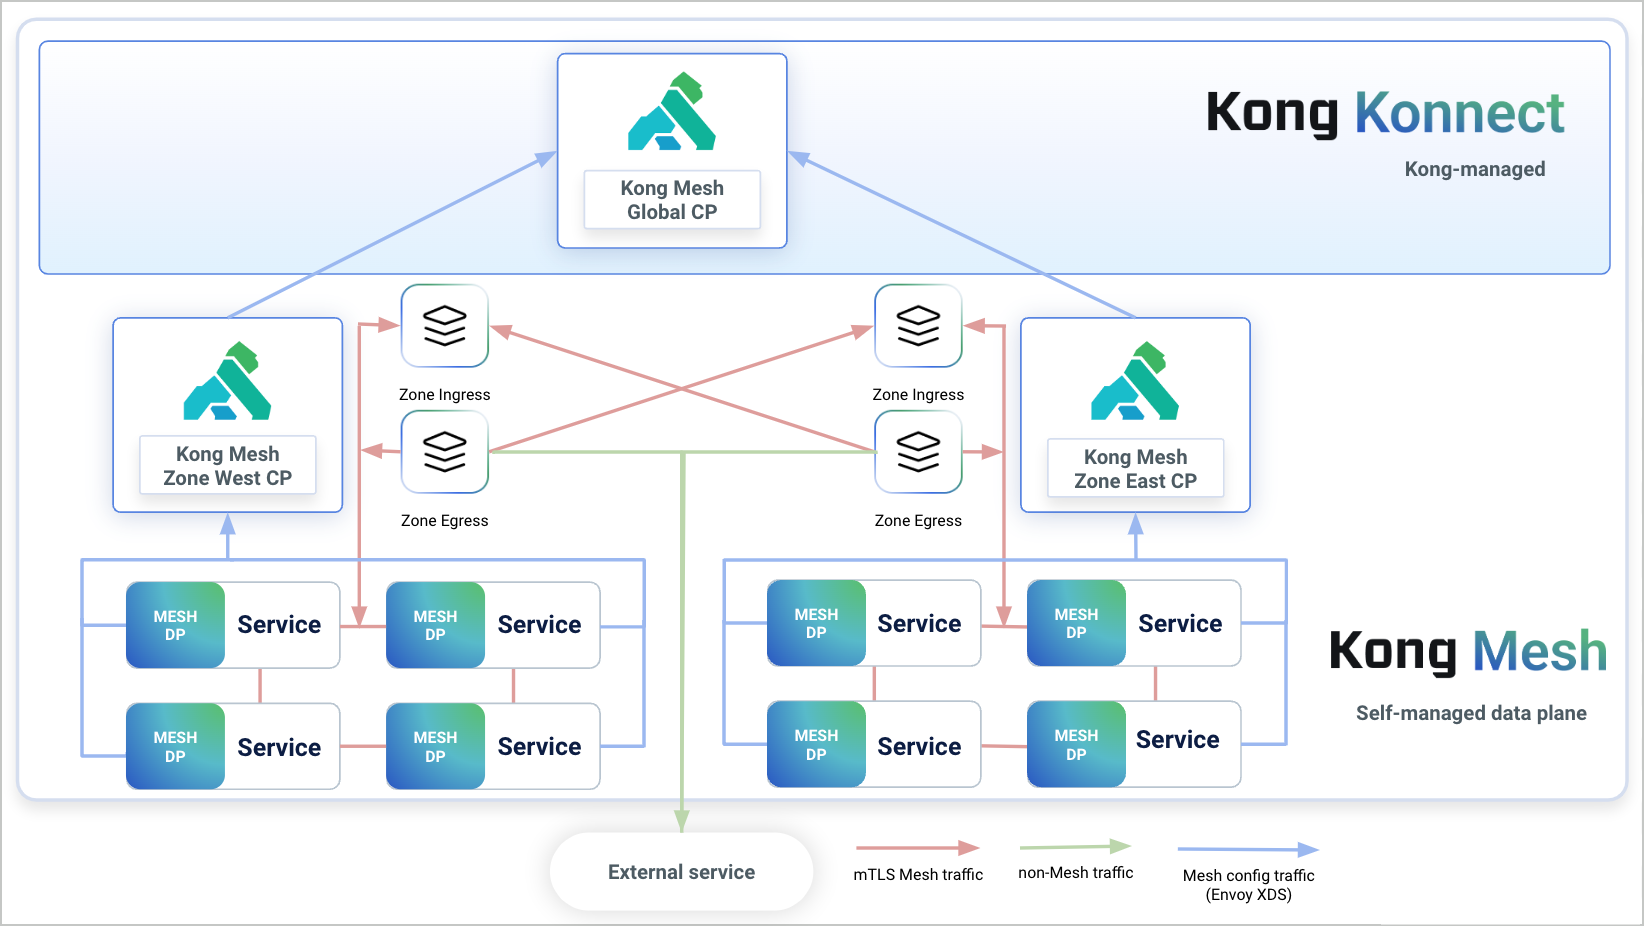 Kong Konnect
Kong-managed
Kong Mesh
Global CP
Zone Ingress
Zone Ingress
Kong Mesh
Zone West CP
Kong Mesh
Zone East CP
Zone Egress
Zone Egress
MESH
DP
Service
MESH
DP
Service
MESH
DP
Service
MESH
DP
Service
Kong Mesh
Self-managed data plane
MESH
DP
Service
MESH
DP
Service
MESH
DP
Service
MESH
DP
Service
External service
mTLS Mesh traffic
non-Mesh traffic
Mesh config traffic
(Envoy XDS)